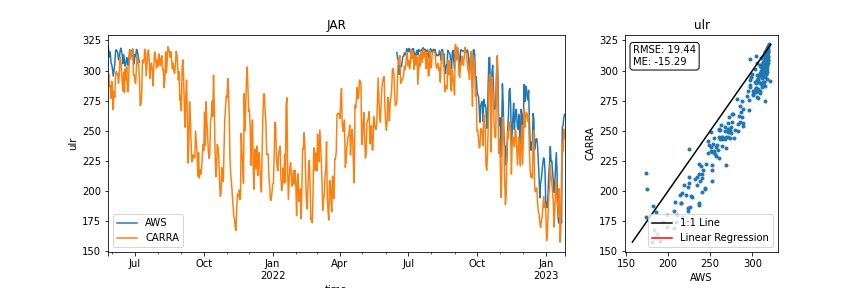 JAR
ulr
325
300
275
250
225
200
175
150
ulr
AWS
CARRA
Jul
Oct
Jan
2022
Apr
Jul
Oct
Jan
2023
time
325
300
275
250
225
200
175
150
CARRA
RMSE: 19.44
ME: -15.29
1:1 Line
Linear Regression
150
200
250
300
AWS